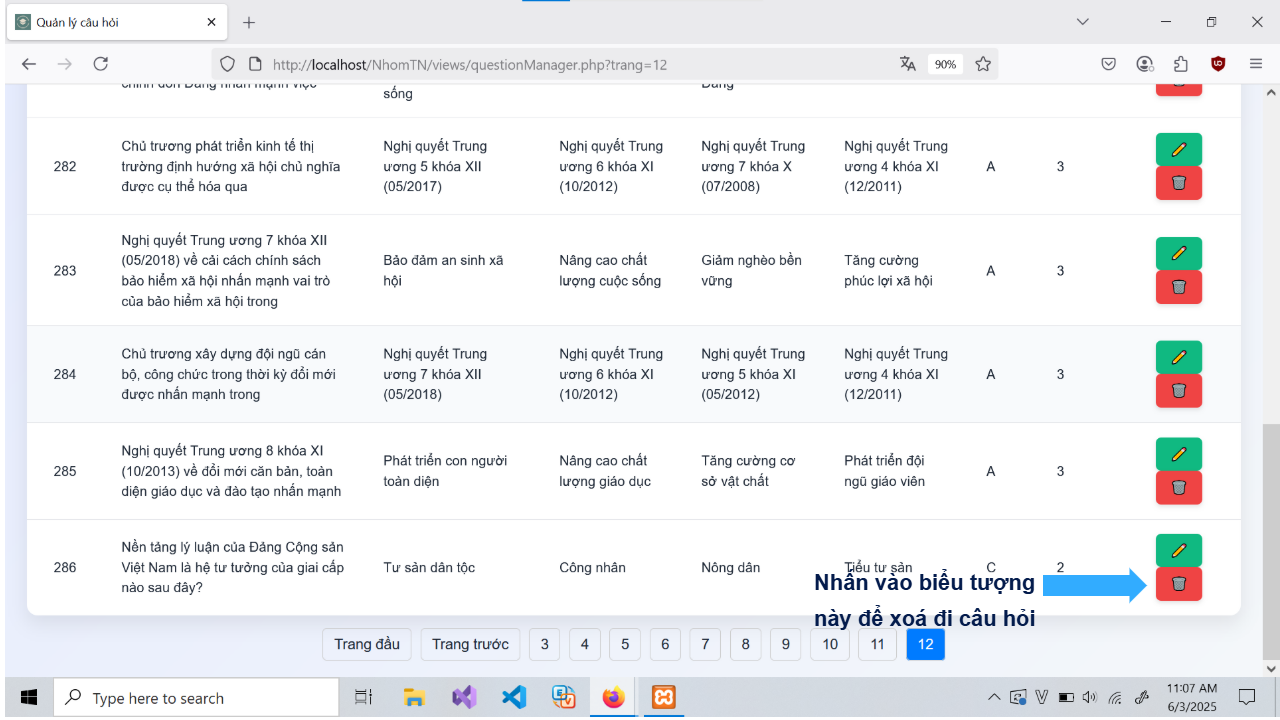 Quản lý câu hỏi
http://localhost/NhomTN/views/questionManager.php?trang=12
90%
chỉnh đốn Đảng nhấn mạnh việc
sống
Đảng
282
Chủ trương phát triển kinh tế thị
trường định hướng xã hội chủ nghĩa
được cụ thể hóa qua
Nghị quyết Trung
ương 5 khóa XII
(05/2017)
Nghị quyết Trung
ương 6 khóa XI
(10/2012)
Nghị quyết Trung
ương 7 khóa X
(07/2008)
Nghị quyết Trung
ương 4 khóa XI
(12/2011)
A
3
283
Nghị quyết Trung ương 7 khóa XII
(05/2018) về cải cách chính sách
bảo hiểm xã hội nhấn mạnh vai trò
của bảo hiểm xã hội trong
Bảo đảm an sinh xã
hội
Nâng cao chất
lượng cuộc sống
Giảm nghèo bền
vững
Tăng cường
phúc lợi xã hội
A
3
284
Chủ trương xây dựng đội ngũ cán
bộ, công chức trong thời kỳ đổi mới
được nhấn mạnh trong
Nghị quyết Trung
ương 7 khóa XII
(05/2018)
Nghị quyết Trung
ương 6 khóa XI
(10/2012)
Nghị quyết Trung
ương 5 khóa XI
(05/2012)
Nghị quyết Trung
ương 4 khóa XI
(12/2011)
A
3
285
Nghị quyết Trung ương 8 khóa XI
(10/2013) về đổi mới căn bản, toàn
diện giáo dục và đào tạo nhấn mạnh
Phát triển con người
toàn diện
Nâng cao chất
lượng giáo dục
Tăng cường cơ
sở vật chất
Phát triển đội
ngũ giáo viên
A
3
286
Nền tảng lý luận của Đảng Cộng sản
Việt Nam là hệ tư tưởng của giai cấp
nào sau đây?
Tư sản dân tộc
Công nhân
Nông dân
Tiểu tư sản
C
2
Nhấn vào biểu tượng
này để xoá đi câu hỏi
Trang đầu
Trang trước
3
4
5
6
7
8
9
10
11
12
Type here to search
11:07 AM
6/3/2025